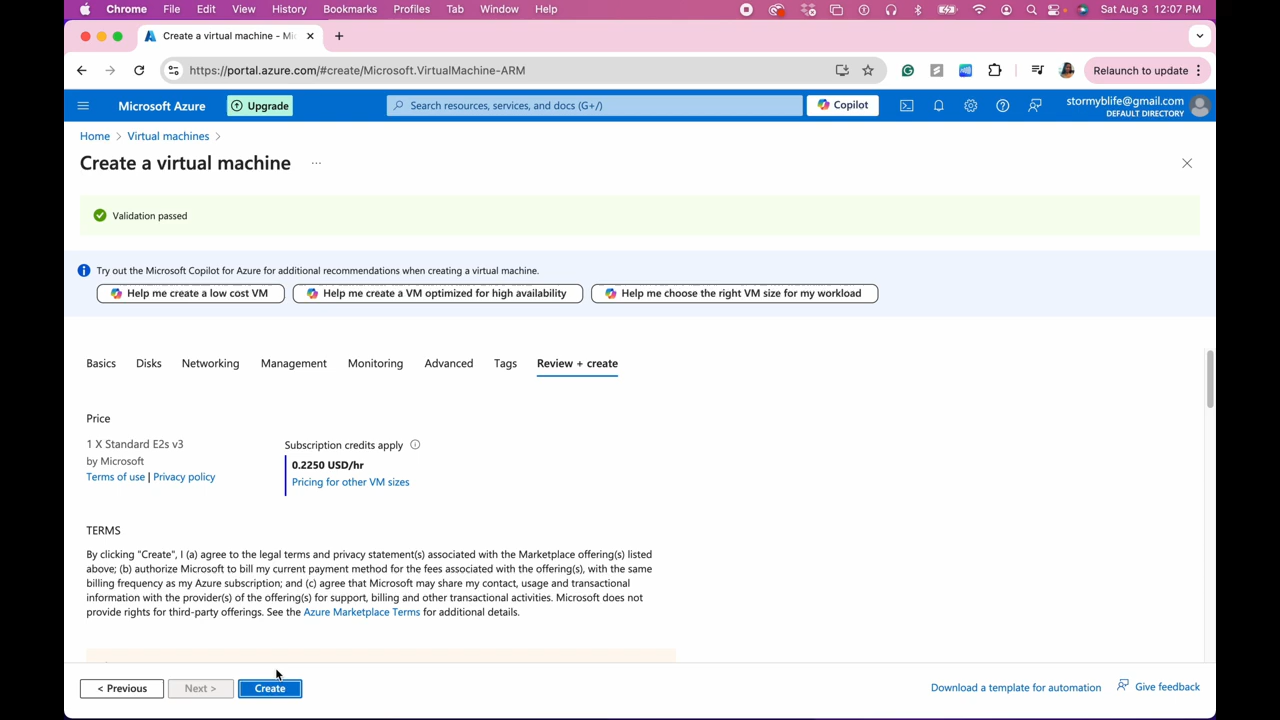 Chrome File Edit View History Bookmarks Profiles Tab Window Help Sat Aug 3 12:07 PM
Create a virtual machine - Mic
https://portal.azure.com/#create/Microsoft.VirtualMachine-ARM Relaunch to update
Microsoft Azure Upgrade Search resources, services, and docs (G+/) Copilot stormyblife@gmail.com
DEFAULT DIRECTORY
Home > Virtual machines >
Create a virtual machine ...
Validation passed
Try out the Microsoft Copilot for Azure for additional recommendations when creating a virtual machine.
Help me create a low cost VM Help me create a VM optimized for high availability Help me choose the right VM size for my workload
Basics Disks Networking Management Monitoring Advanced Tags Review + create
Price
1 X Standard E2s v3 Subscription credits apply
by Microsoft 0.2250 USD/hr
Terms of use | Privacy policy Pricing for other VM sizes
TERMS
By clicking "Create", I (a) agree to the legal terms and privacy statement(s) associated with the Marketplace offering(s) listed
above; (b) authorize Microsoft to bill my current payment method for the fees associated with the offering(s), with the same
billing frequency as my Azure subscription; and (c) agree that Microsoft may share my contact, usage and transactional
information with the provider(s) of the offering(s) for support, billing and other transactional activities. Microsoft does not
provide rights for third-party offerings. See the Azure Marketplace Terms for additional details.
< Previous Next > Create Download a template for automation Give feedback